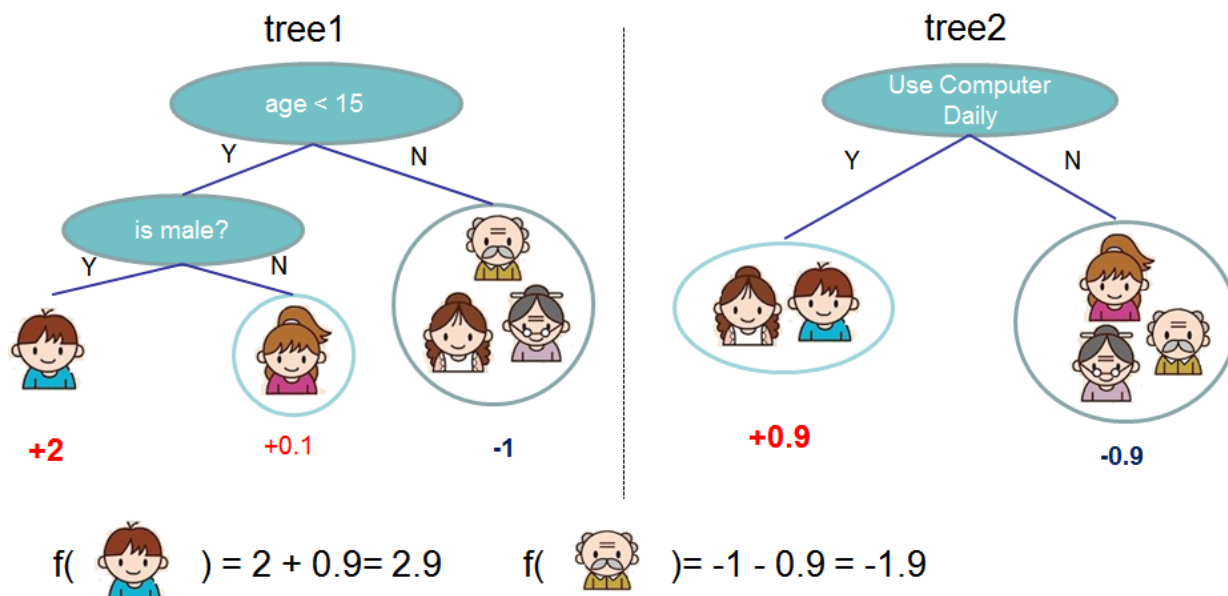 tree1
age < 15
Y
N
is male?
Y
N
+2
+0.1
-1
tree2
Use Computer
Daily
Y
N
+0.9
-0.9
f( ) = 2 + 0.9= 2.9
f( )= -1 - 0.9 = -1.9